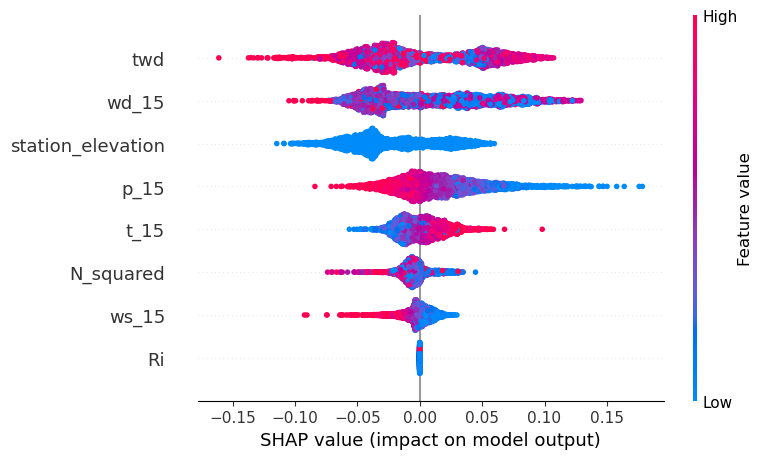 High
twd
wd_15
station_elevation
p_15
t_15
N_squared
ws_15
Ri
Feature value
Low
−0.15 −0.10 −0.05 0.00 0.05 0.10 0.15
SHAP value (impact on model output)